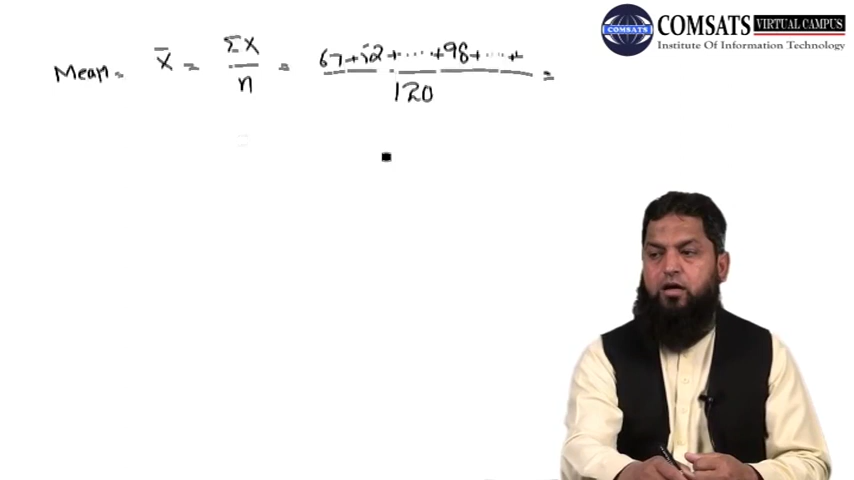 COMSATS VIRTUAL CAMPUS
Institute Of Information Technology
COMSATS
Mean = x̄ = ΣX / n = 67+52+....+98+....+ / 120 =